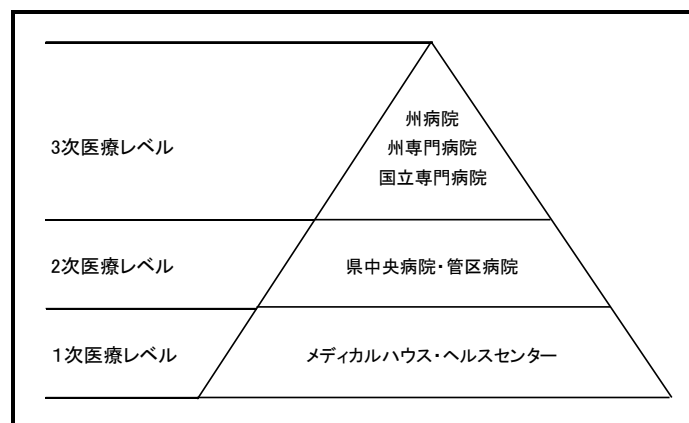 3次医療レベル
州病院
州専門病院
国立専門病院
2次医療レベル
県中央病院・管区病院
1次医療レベル
メディカルハウス・ヘルスセンター